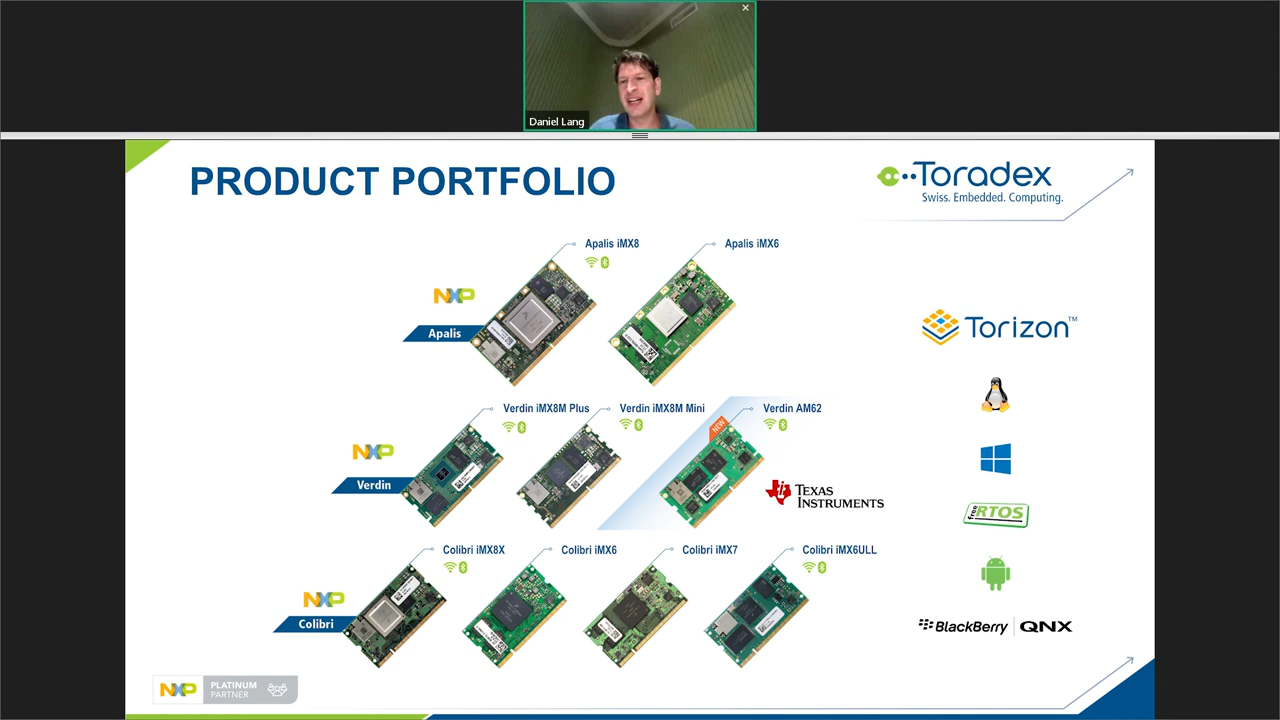 Daniel Lang
PRODUCT PORTFOLIO
Toradex
Swiss. Embedded. Computing.
Apalis iMX8
Apalis iMX6
NXP
Apalis
Torizon™
Verdin iMX8M Plus
Verdin iMX8M Mini
Verdin AM62
NEW
NXP
Verdin
TEXAS
INSTRUMENTS
free RTOS
Colibri iMX8X
Colibri iMX6
Colibri iMX7
Colibri iMX6ULL
NXP
Colibri
BlackBerry | QNX
NXP
PLATINUM
PARTNER